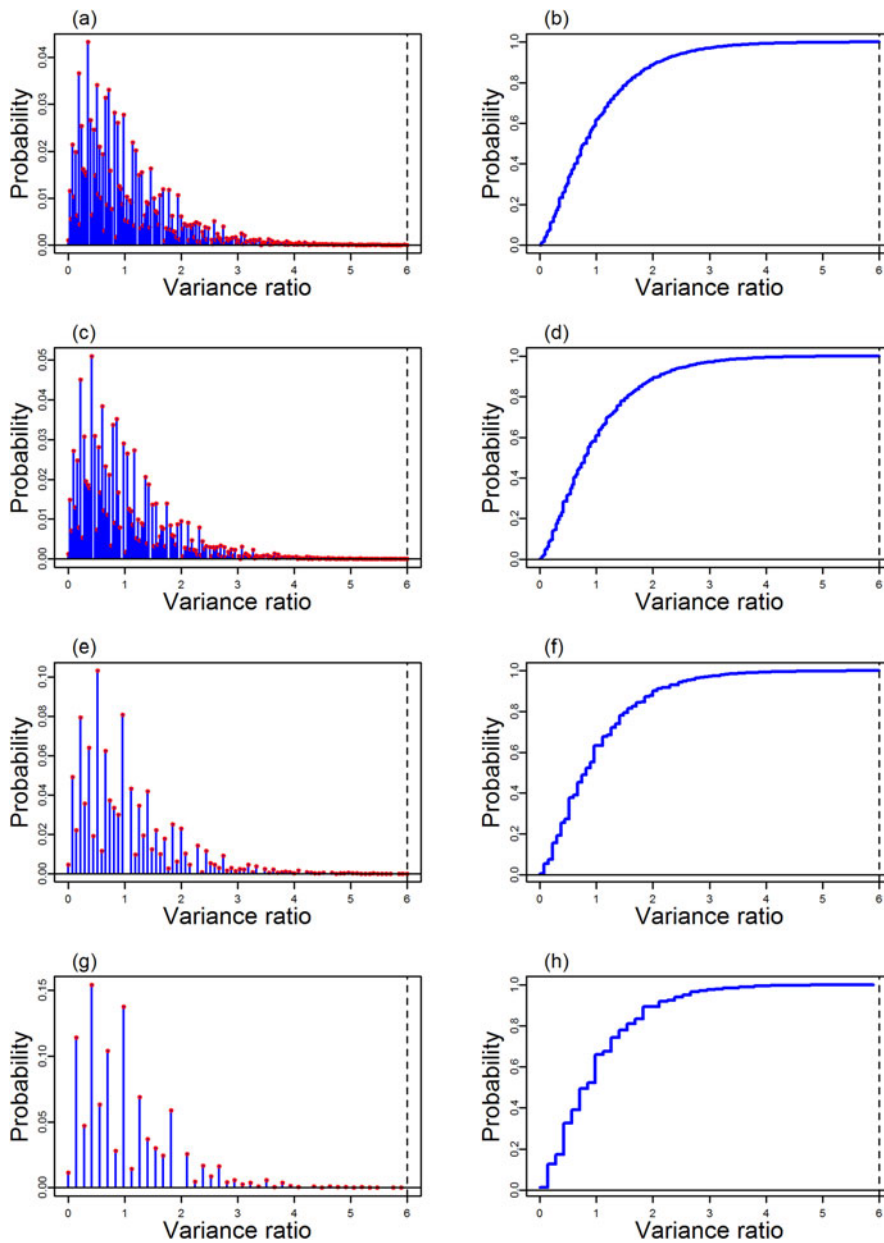 (a) (b)
Probability
0.00 0.01 0.02 0.03 0.04
0 1 2 3 4 5 6
Variance ratio
Probability
0.0 0.2 0.4 0.6 0.8 1.0
0 1 2 3 4 5 6
Variance ratio
(c) (d)
Probability
0.00 0.01 0.02 0.03 0.04 0.05
0 1 2 3 4 5 6
Variance ratio
Probability
0.0 0.2 0.4 0.6 0.8 1.0
0 1 2 3 4 5 6
Variance ratio
(e) (f)
Probability
0.00 0.02 0.04 0.06 0.08 0.10
0 1 2 3 4 5 6
Variance ratio
Probability
0.0 0.2 0.4 0.6 0.8 1.0
0 1 2 3 4 5 6
Variance ratio
(g) (h)
Probability
0.00 0.05 0.10 0.15
0 1 2 3 4 5 6
Variance ratio
Probability
0.0 0.2 0.4 0.6 0.8 1.0
0 1 2 3 4 5 6
Variance ratio